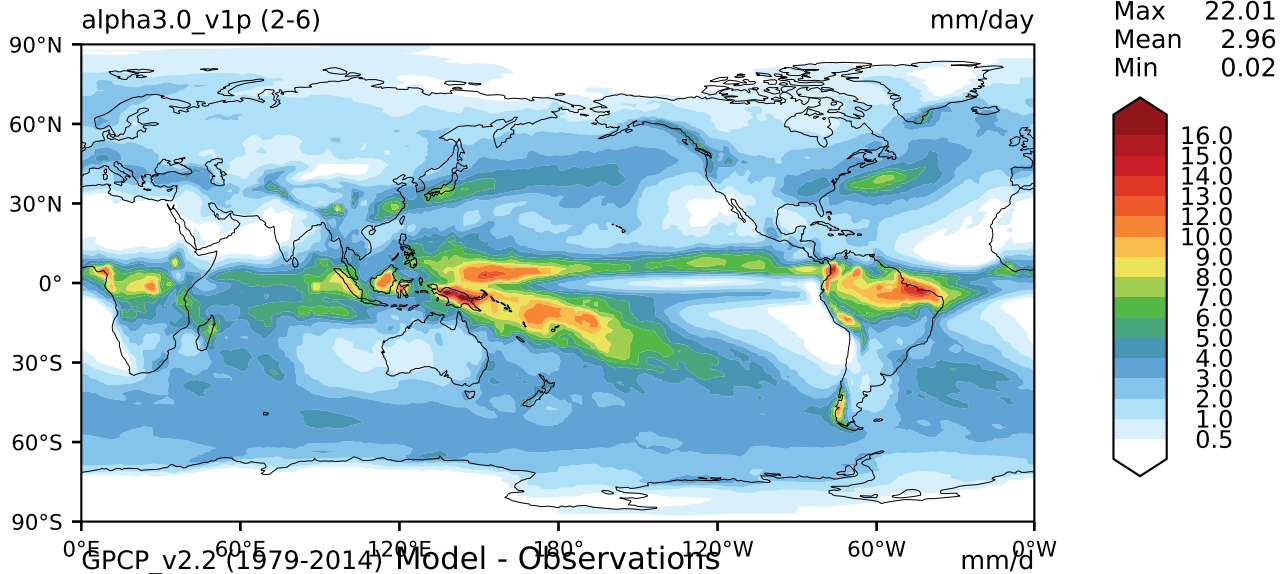 alpha3.0_v1p (2-6) mm/day
Max 22.01
Mean 2.96
Min 0.02
90°N
60°N
30°N
0°
30°S
60°S
90°S
16.0
15.0
14.0
13.0
12.0
10.0
9.0
8.0
7.0
6.0
5.0
4.0
3.0
2.0
1.0
0.5
0°E 60°E 120°E 180° 120°W 60°W 0°W
GPCP_v2.2 (1979-2014) Model - Observations mm/d